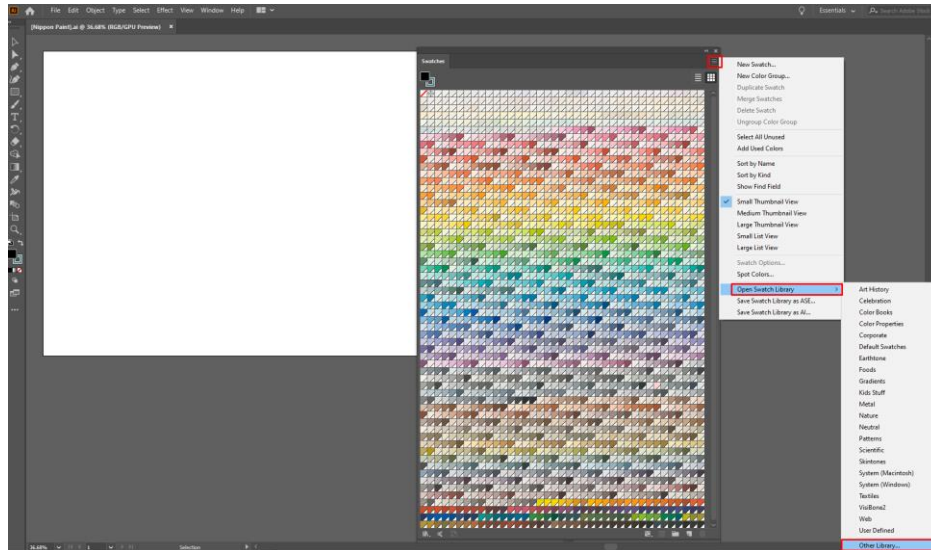 Ai File Edit Object Type Select Effect View Window Help Essentials Search Adobe Stock
[Nippon Paint].ai @ 36.68% (RGB/GPU Preview) ×
Swatches
New Swatch...
New Color Group...
Duplicate Swatch
Merge Swatches
Delete Swatch
Ungroup Color Group
Select All Unused
Add Used Colors
Sort by Name
Sort by Kind
Show Find Field
Small Thumbnail View
Medium Thumbnail View
Large Thumbnail View
Small List View
Large List View
Swatch Options...
Spot Colors...
Open Swatch Library
Save Swatch Library as ASE...
Save Swatch Library as AI...
Art History
Celebration
Color Books
Color Properties
Corporate
Default Swatches
Earthtone
Foods
Gradients
Kids Stuff
Metal
Nature
Neutral
Patterns
Scientific
Skintones
System (Macintosh)
System (Windows)
Textiles
VisiBone2
Web
User Defined
Other Library...
36.68% 1 Selection